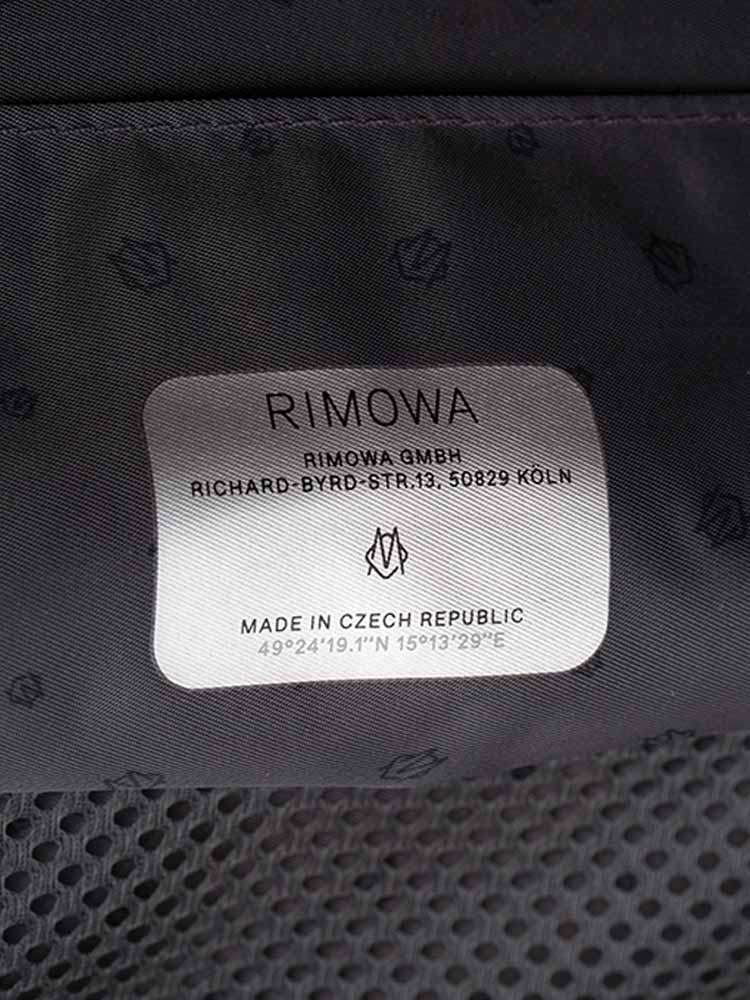 RIMOWA
RIMOWA GMBH
RICHARD-BYRD-STR.13, 50829 KÖLN
MADE IN CZECH REPUBLIC
49°24'19.1''N 15°13'29''E